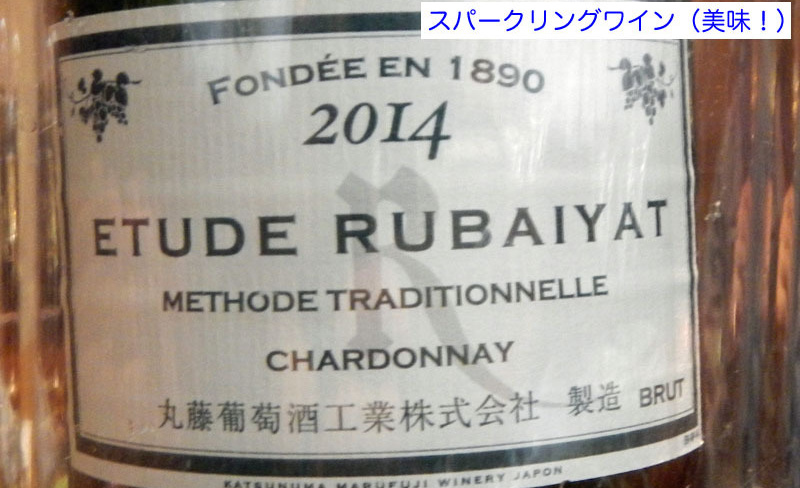 スパークリングワイン（美味！）
FONDÉE EN 1890
2014
ETUDE RUBAIYAT
METHODE TRADITIONNELLE
CHARDONNAY
丸藤葡萄酒工業株式会社 製造 BRUT
KATSUNUMA MARUFUJI WINERY JAPON